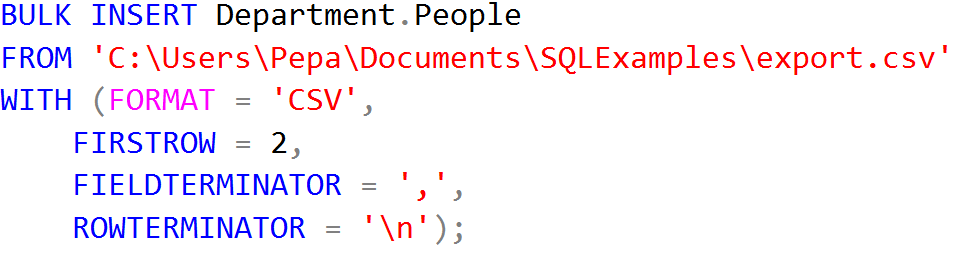 BULK INSERT Department.People
FROM 'C:\Users\Pepa\Documents\SQLExamples\export.csv'
WITH (FORMAT = 'CSV',
    FIRSTROW = 2,
    FIELDTERMINATOR = ',',
    ROWTERMINATOR = '\n');